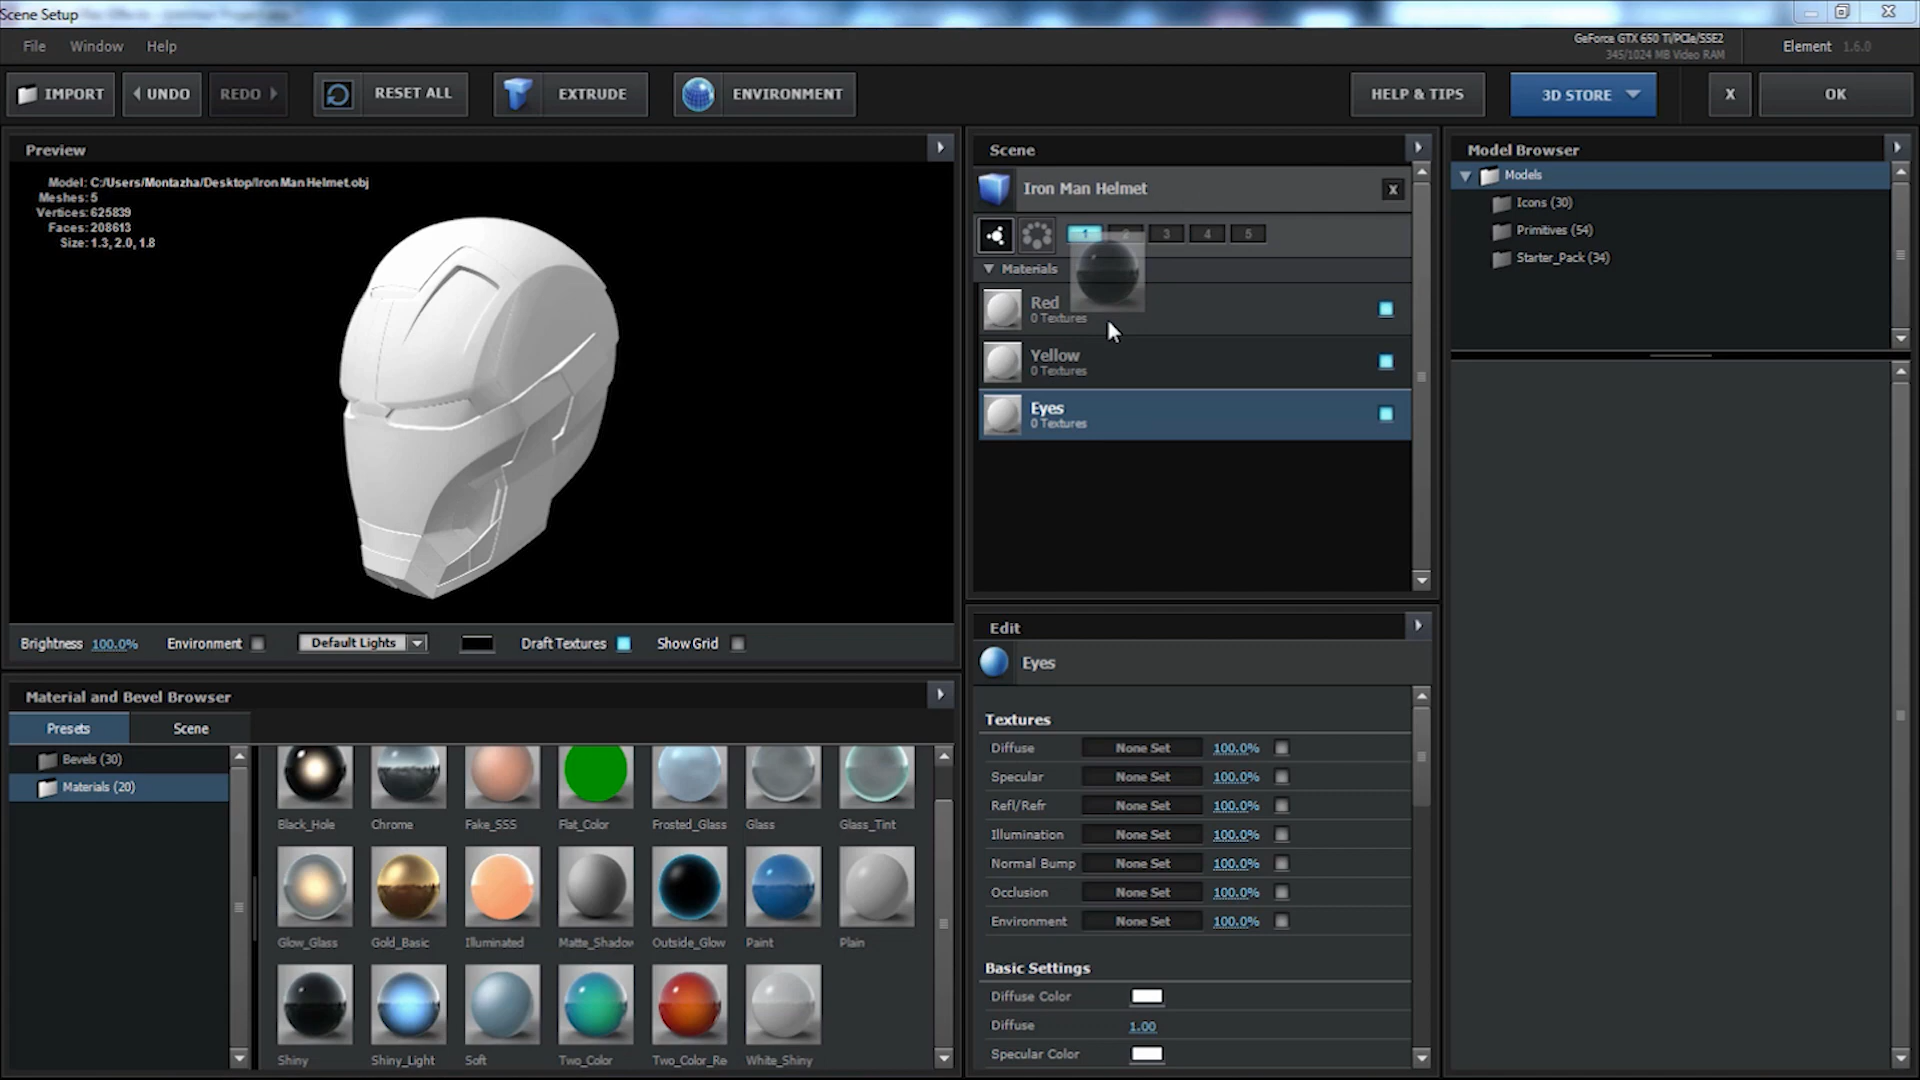 Scene Setup
File Window Help
GeForce GTX 650 Ti/PCIe/SSE2
345/1024 MB Video RAM
Element 1.6.0
IMPORT
UNDO
REDO
RESET ALL
EXTRUDE
ENVIRONMENT
HELP & TIPS
3D STORE
X
OK
Preview
Model: C:/Users/Montazha/Desktop/Iron Man Helmet.obj
Meshes: 5
Vertices: 625839
Faces: 208613
Size: 1.3, 2.0, 1.8
Brightness 100.0% Environment Default Lights Draft Textures Show Grid
Material and Bevel Browser
Presets Scene
Bevels (30)
Materials (20)
Black_Hole Chrome Fake_SSS Flat_Color Frosted_Glass Glass Glass_Tint
Glow_Glass Gold_Basic Illuminated Matte_Shadow Outside_Glow Paint Plain
Shiny Shiny_Light Soft Two_Color Two_Color_Re White_Shiny
Scene
Iron Man Helmet
X
1 2 3 4 5
Materials
Red
0 Textures
Yellow
0 Textures
Eyes
0 Textures
Edit
Eyes
Textures
Diffuse None Set 100.0%
Specular None Set 100.0%
Refl/Refr None Set 100.0%
Illumination None Set 100.0%
Normal Bump None Set 100.0%
Occlusion None Set 100.0%
Environment None Set 100.0%
Basic Settings
Diffuse Color
Diffuse 1.00
Specular Color
Model Browser
Models
Icons (30)
Primitives (54)
Starter_Pack (34)